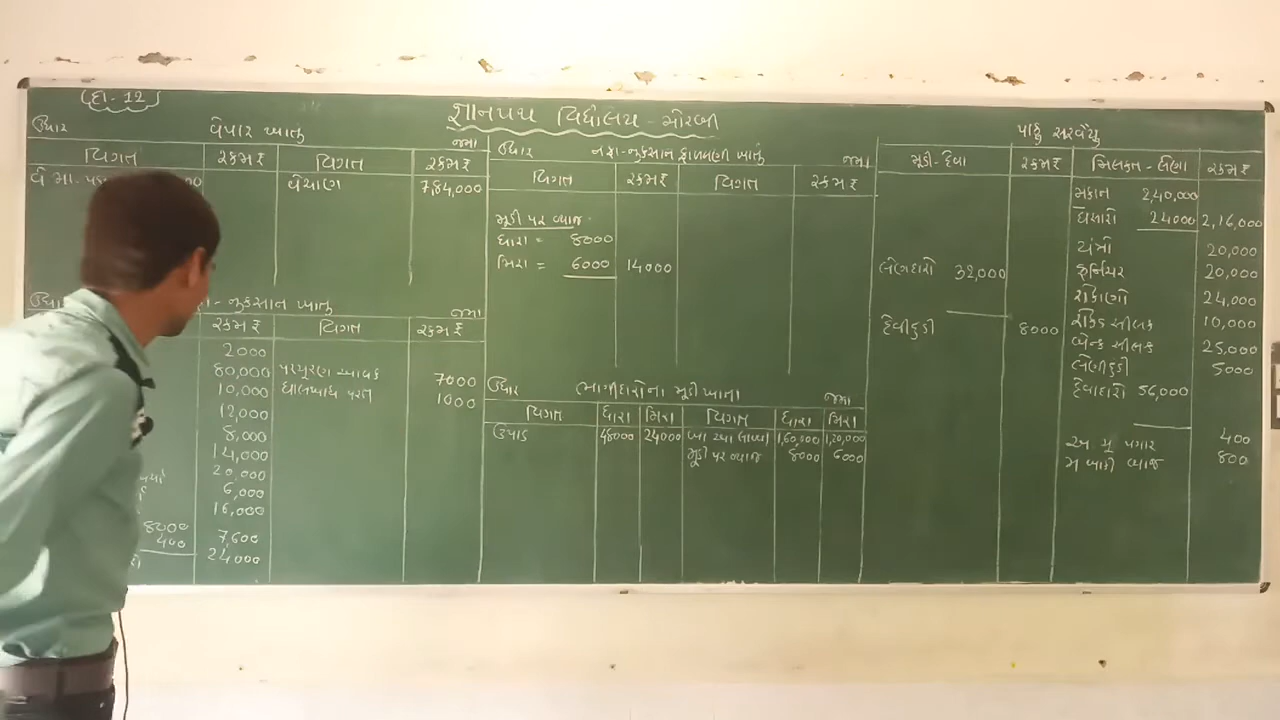 દા-12
જ્ઞાનપથ વિદ્યાલય - મોરબી
ઉધાર વેપાર ખાતું જમા
વિગત રકમ ₹ વિગત રકમ ₹
વેચાણ 7,84,000
નુકસાન ખાતું જમા
રકમ ₹ વિગત રકમ ₹
2000
80,000 પરચૂરણ આવક 7000
10,000 ઘાલખાધ પરત 1000
12,000
8,000
14,000
20,000
6,000
16,000
8000
400 7,600
24,000
ઉધાર નફા-નુકસાન ફાળવણી ખાતું જમા
વિગત રકમ ₹ વિગત રકમ ₹
મૂડી પર વ્યાજ
ધારા = 8000
મિરા = 6000 14000
ઉધાર ભાગીદારોના મૂડી ખાતા જમા
વિગત ધારા મિરા વિગત ધારા મિરા
ઉપાડ 48000 24000 બા આ લાવ્યા 1,60,000 1,20,000
મૂડી પર વ્યાજ 8000 6000
પાકું સરવૈયું
મૂડી-દેવા રકમ ₹ મિલકત-લેણા રકમ ₹
મકાન 2,40,000
ઘસારો 24000 2,16,000
યંત્રો 20,000
ફર્નિચર 20,000
લેણદારો 32,000
રોકાણો 24,000
દેવીહૂંડી 8000
રોકડ સીલક 10,000
બેન્ક સીલક 25,000
લેણીહૂંડી 5000
દેવાદારો 56,000
અ ચૂ પગાર 400
મ બાકી વ્યાજ 800